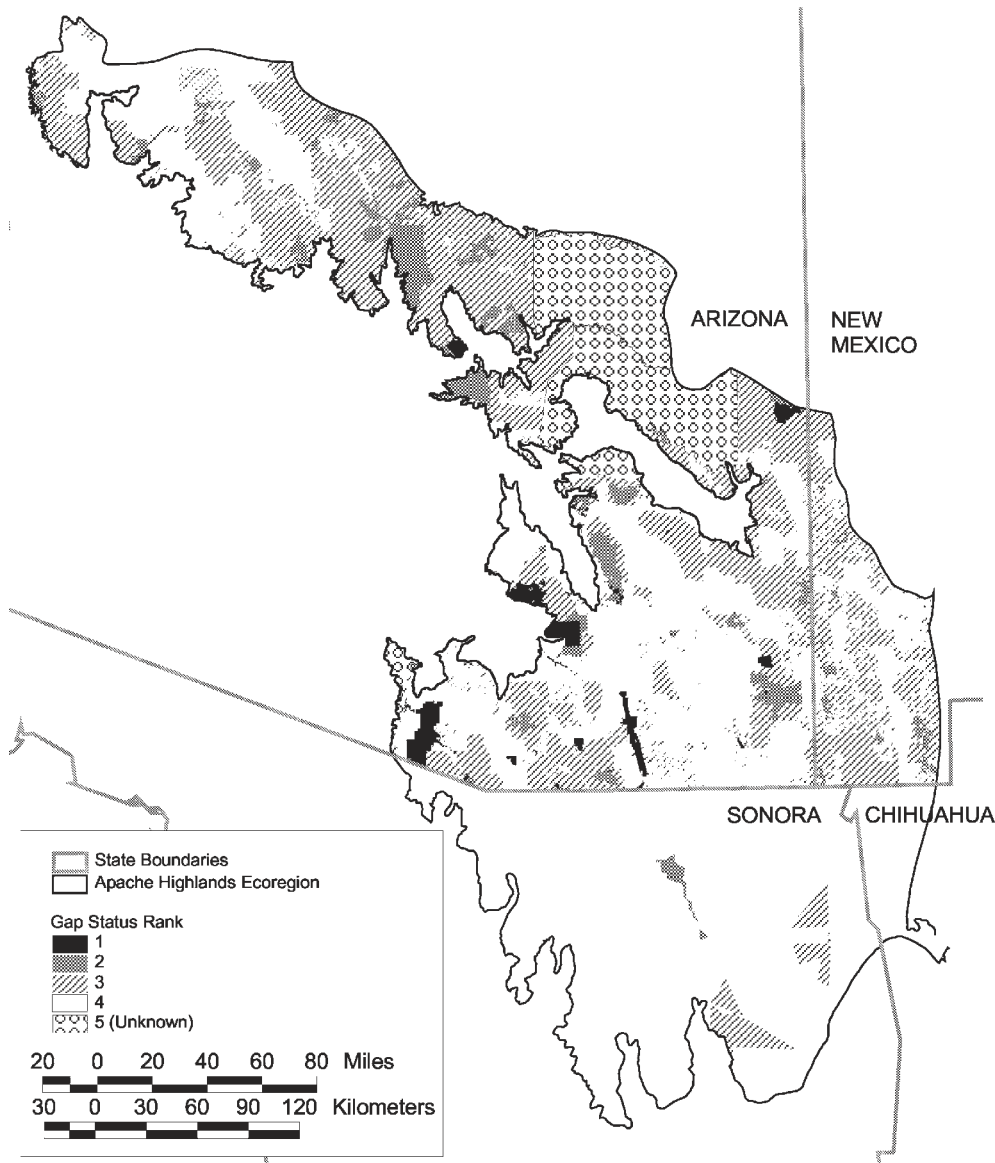 ARIZONA
NEW
MEXICO
SONORA
CHIHUAHUA
State Boundaries
Apache Highlands Ecoregion
Gap Status Rank
1
2
3
4
5 (Unknown)
20 0 20 40 60 80 Miles
30 0 30 60 90 120 Kilometers